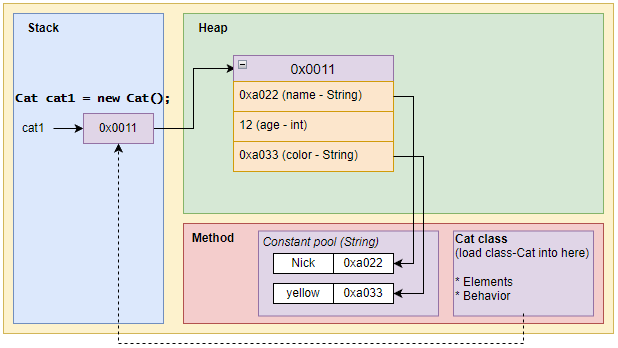 Stack
Heap
0x0011
0xa022 (name - String)
Cat cat1 = new Cat();
12 (age - int)
cat1
0x0011
0xa033 (color - String)
Method
Constant pool (String)
Nick
0xa022
yellow
0xa033
Cat class
(load class-Cat into here)
* Elements
* Behavior